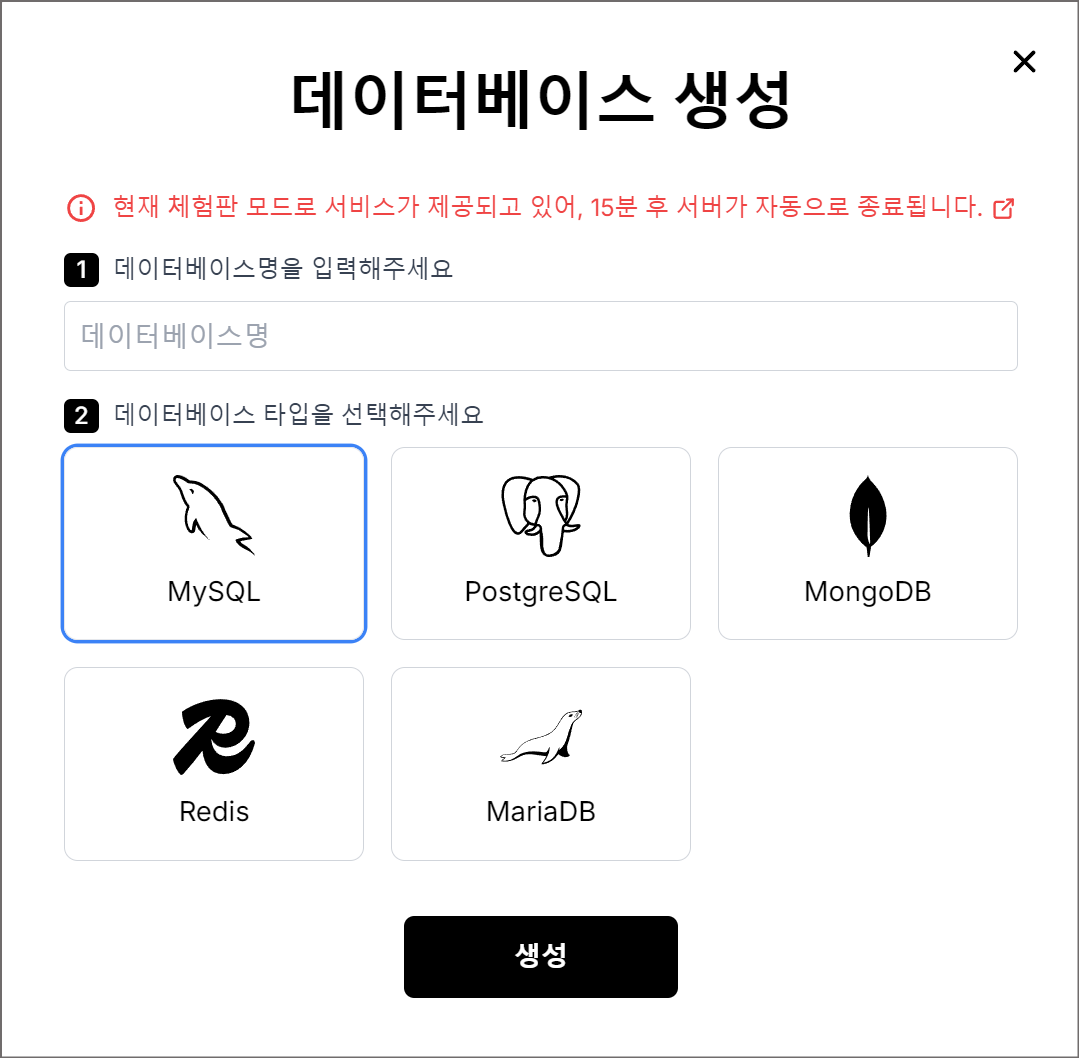 데이터베이스 생성
현재 체험판 모드로 서비스가 제공되고 있어, 15분 후 서버가 자동으로 종료됩니다.
1 데이터베이스명을 입력해주세요
데이터베이스명
2 데이터베이스 타입을 선택해주세요
MySQL PostgreSQL MongoDB
Redis MariaDB
생성